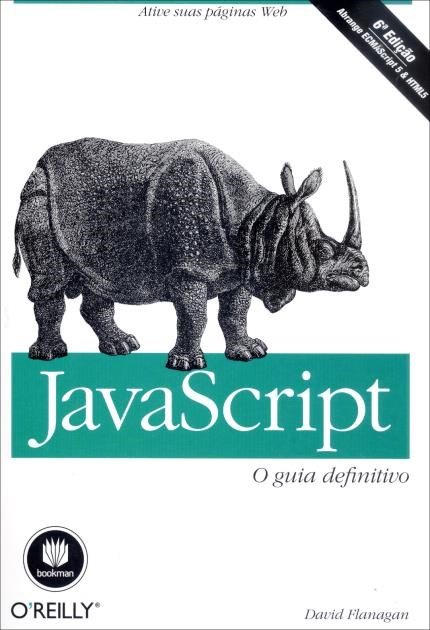 Ative suas páginas Web
6ª Edição
Abrange ECMAScript 5 & HTML5
JavaScript
O guia definitivo
bookman
O'REILLY®
David Flanagan